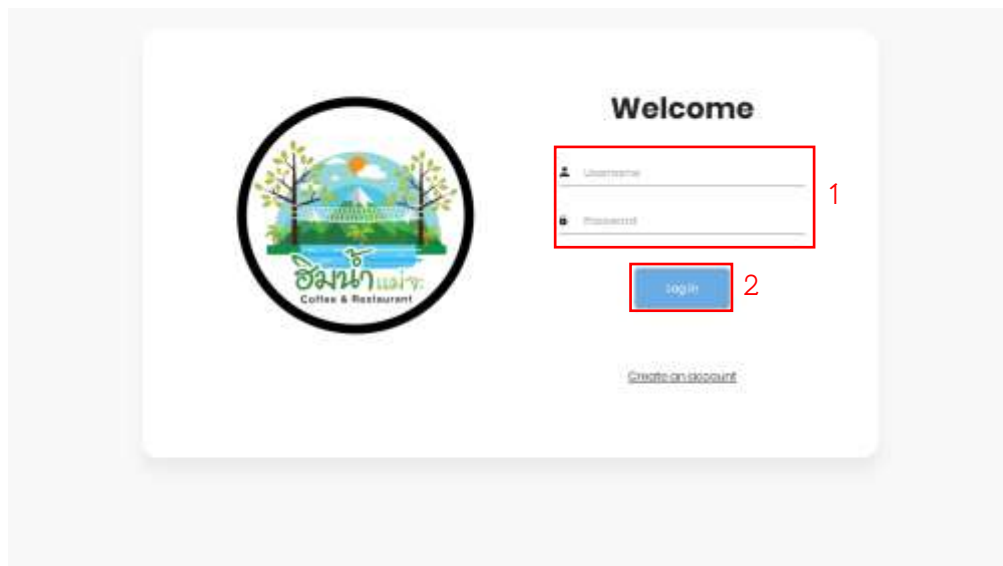 Welcome
Username
Password
1
Log in
2
Create an account
ฮิมน้ำแม่จะ
Coffee & Restaurant